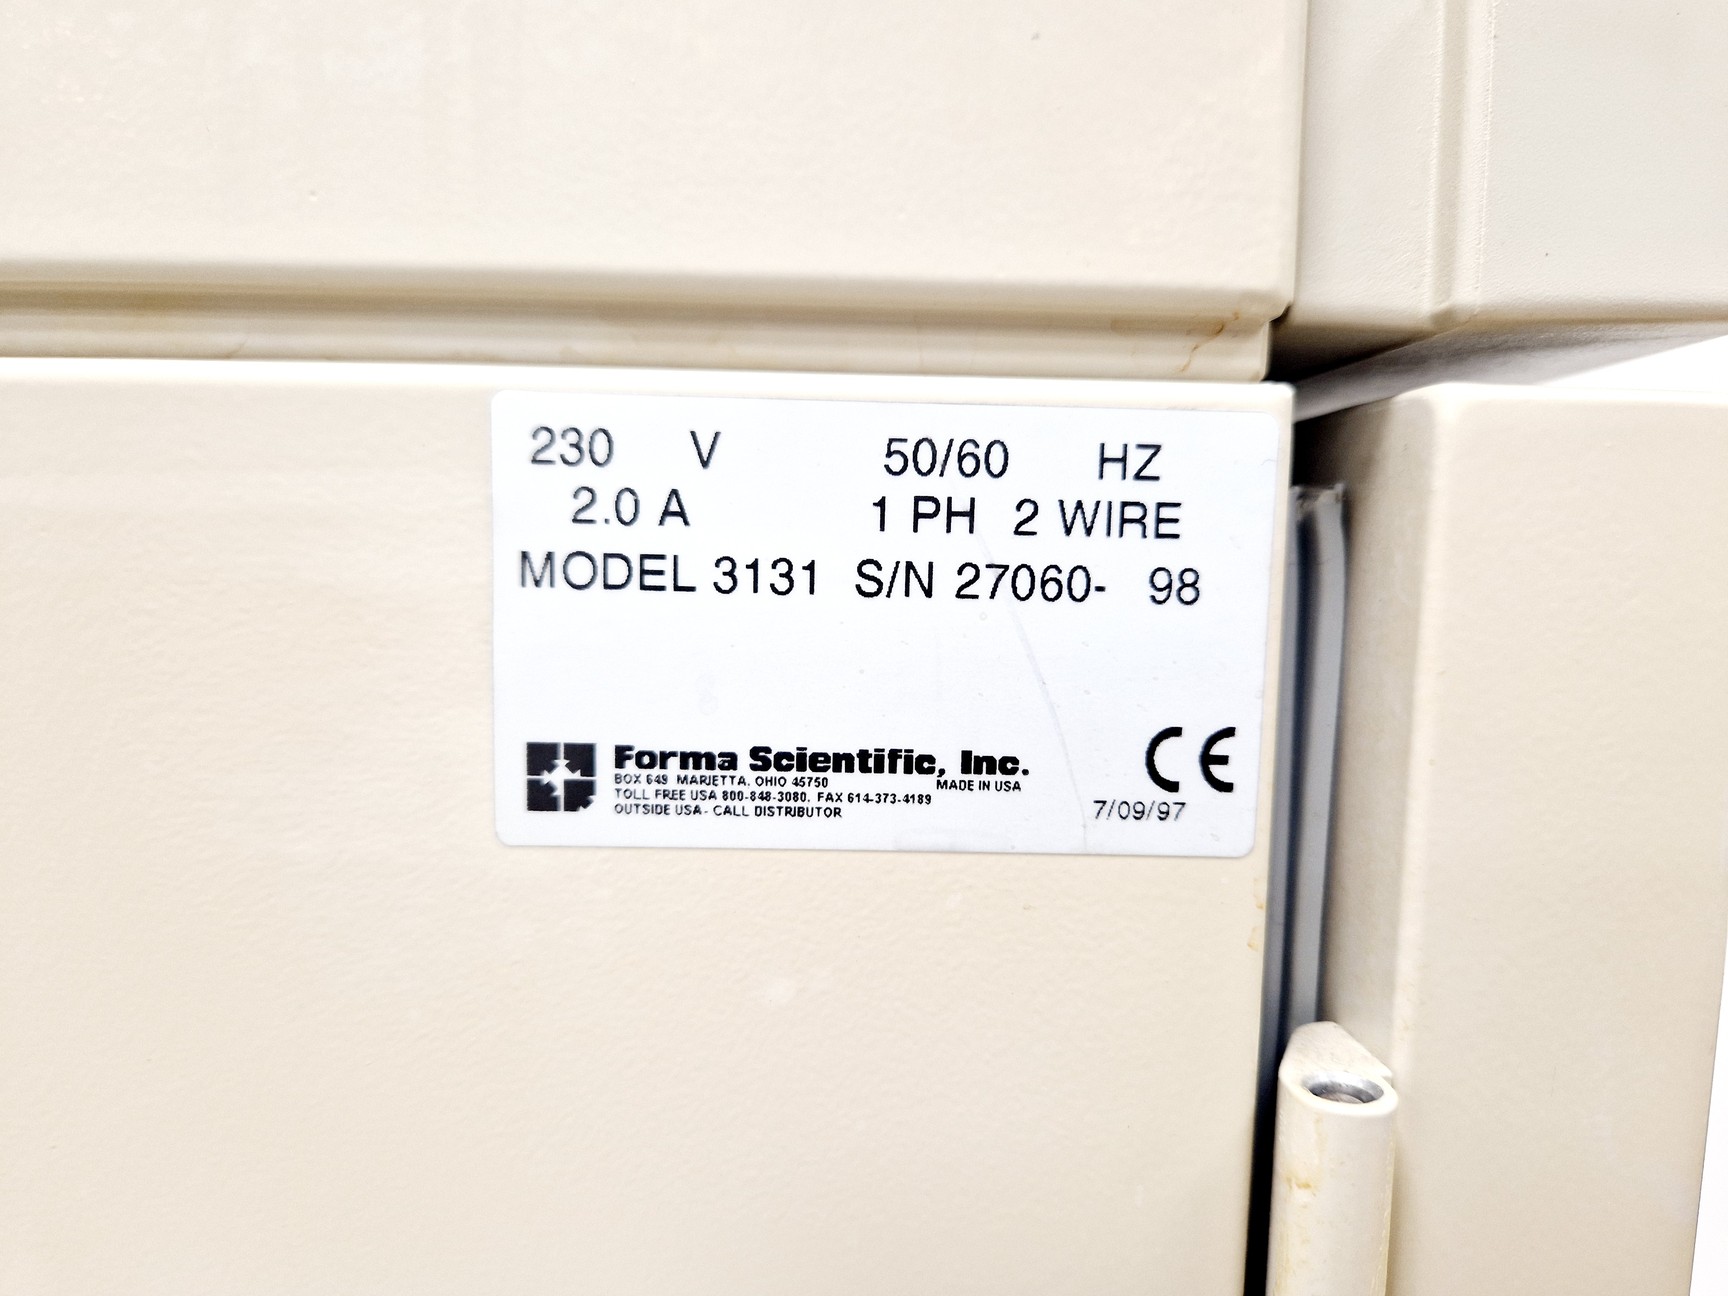 230 V 50/60 HZ
2.0 A 1 PH 2 WIRE
MODEL 3131 S/N 27060- 98
Forma Scientific, Inc.
BOX 649 MARIETTA, OHIO 45750 MADE IN USA
TOLL FREE USA 800-848-3080, FAX 614-373-4189
OUTSIDE USA - CALL DISTRIBUTOR
CE
7/09/97